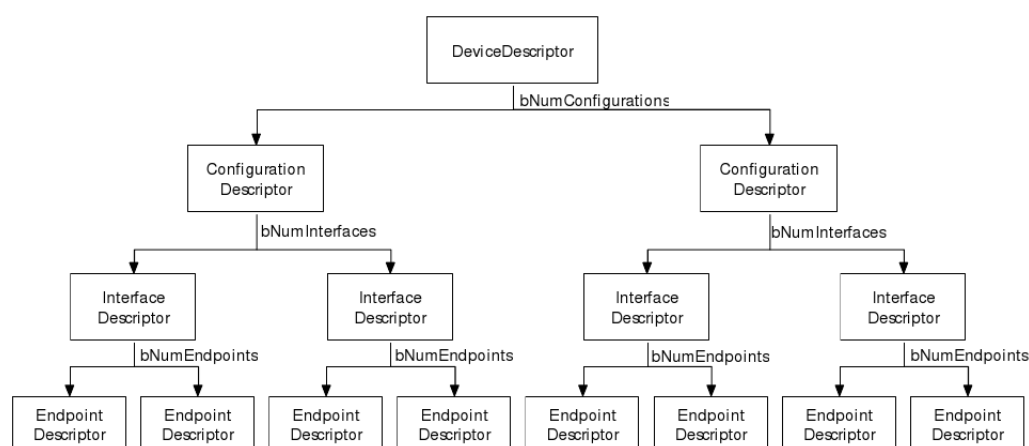 DeviceDescriptor
bNumConfigurations
Configuration
Descriptor
Configuration
Descriptor
bNumInterfaces
bNumInterfaces
Interface
Descriptor
Interface
Descriptor
Interface
Descriptor
Interface
Descriptor
bNumEndpoints
bNumEndpoints
bNumEndpoints
bNumEndpoints
Endpoint
Descriptor
Endpoint
Descriptor
Endpoint
Descriptor
Endpoint
Descriptor
Endpoint
Descriptor
Endpoint
Descriptor
Endpoint
Descriptor
Endpoint
Descriptor